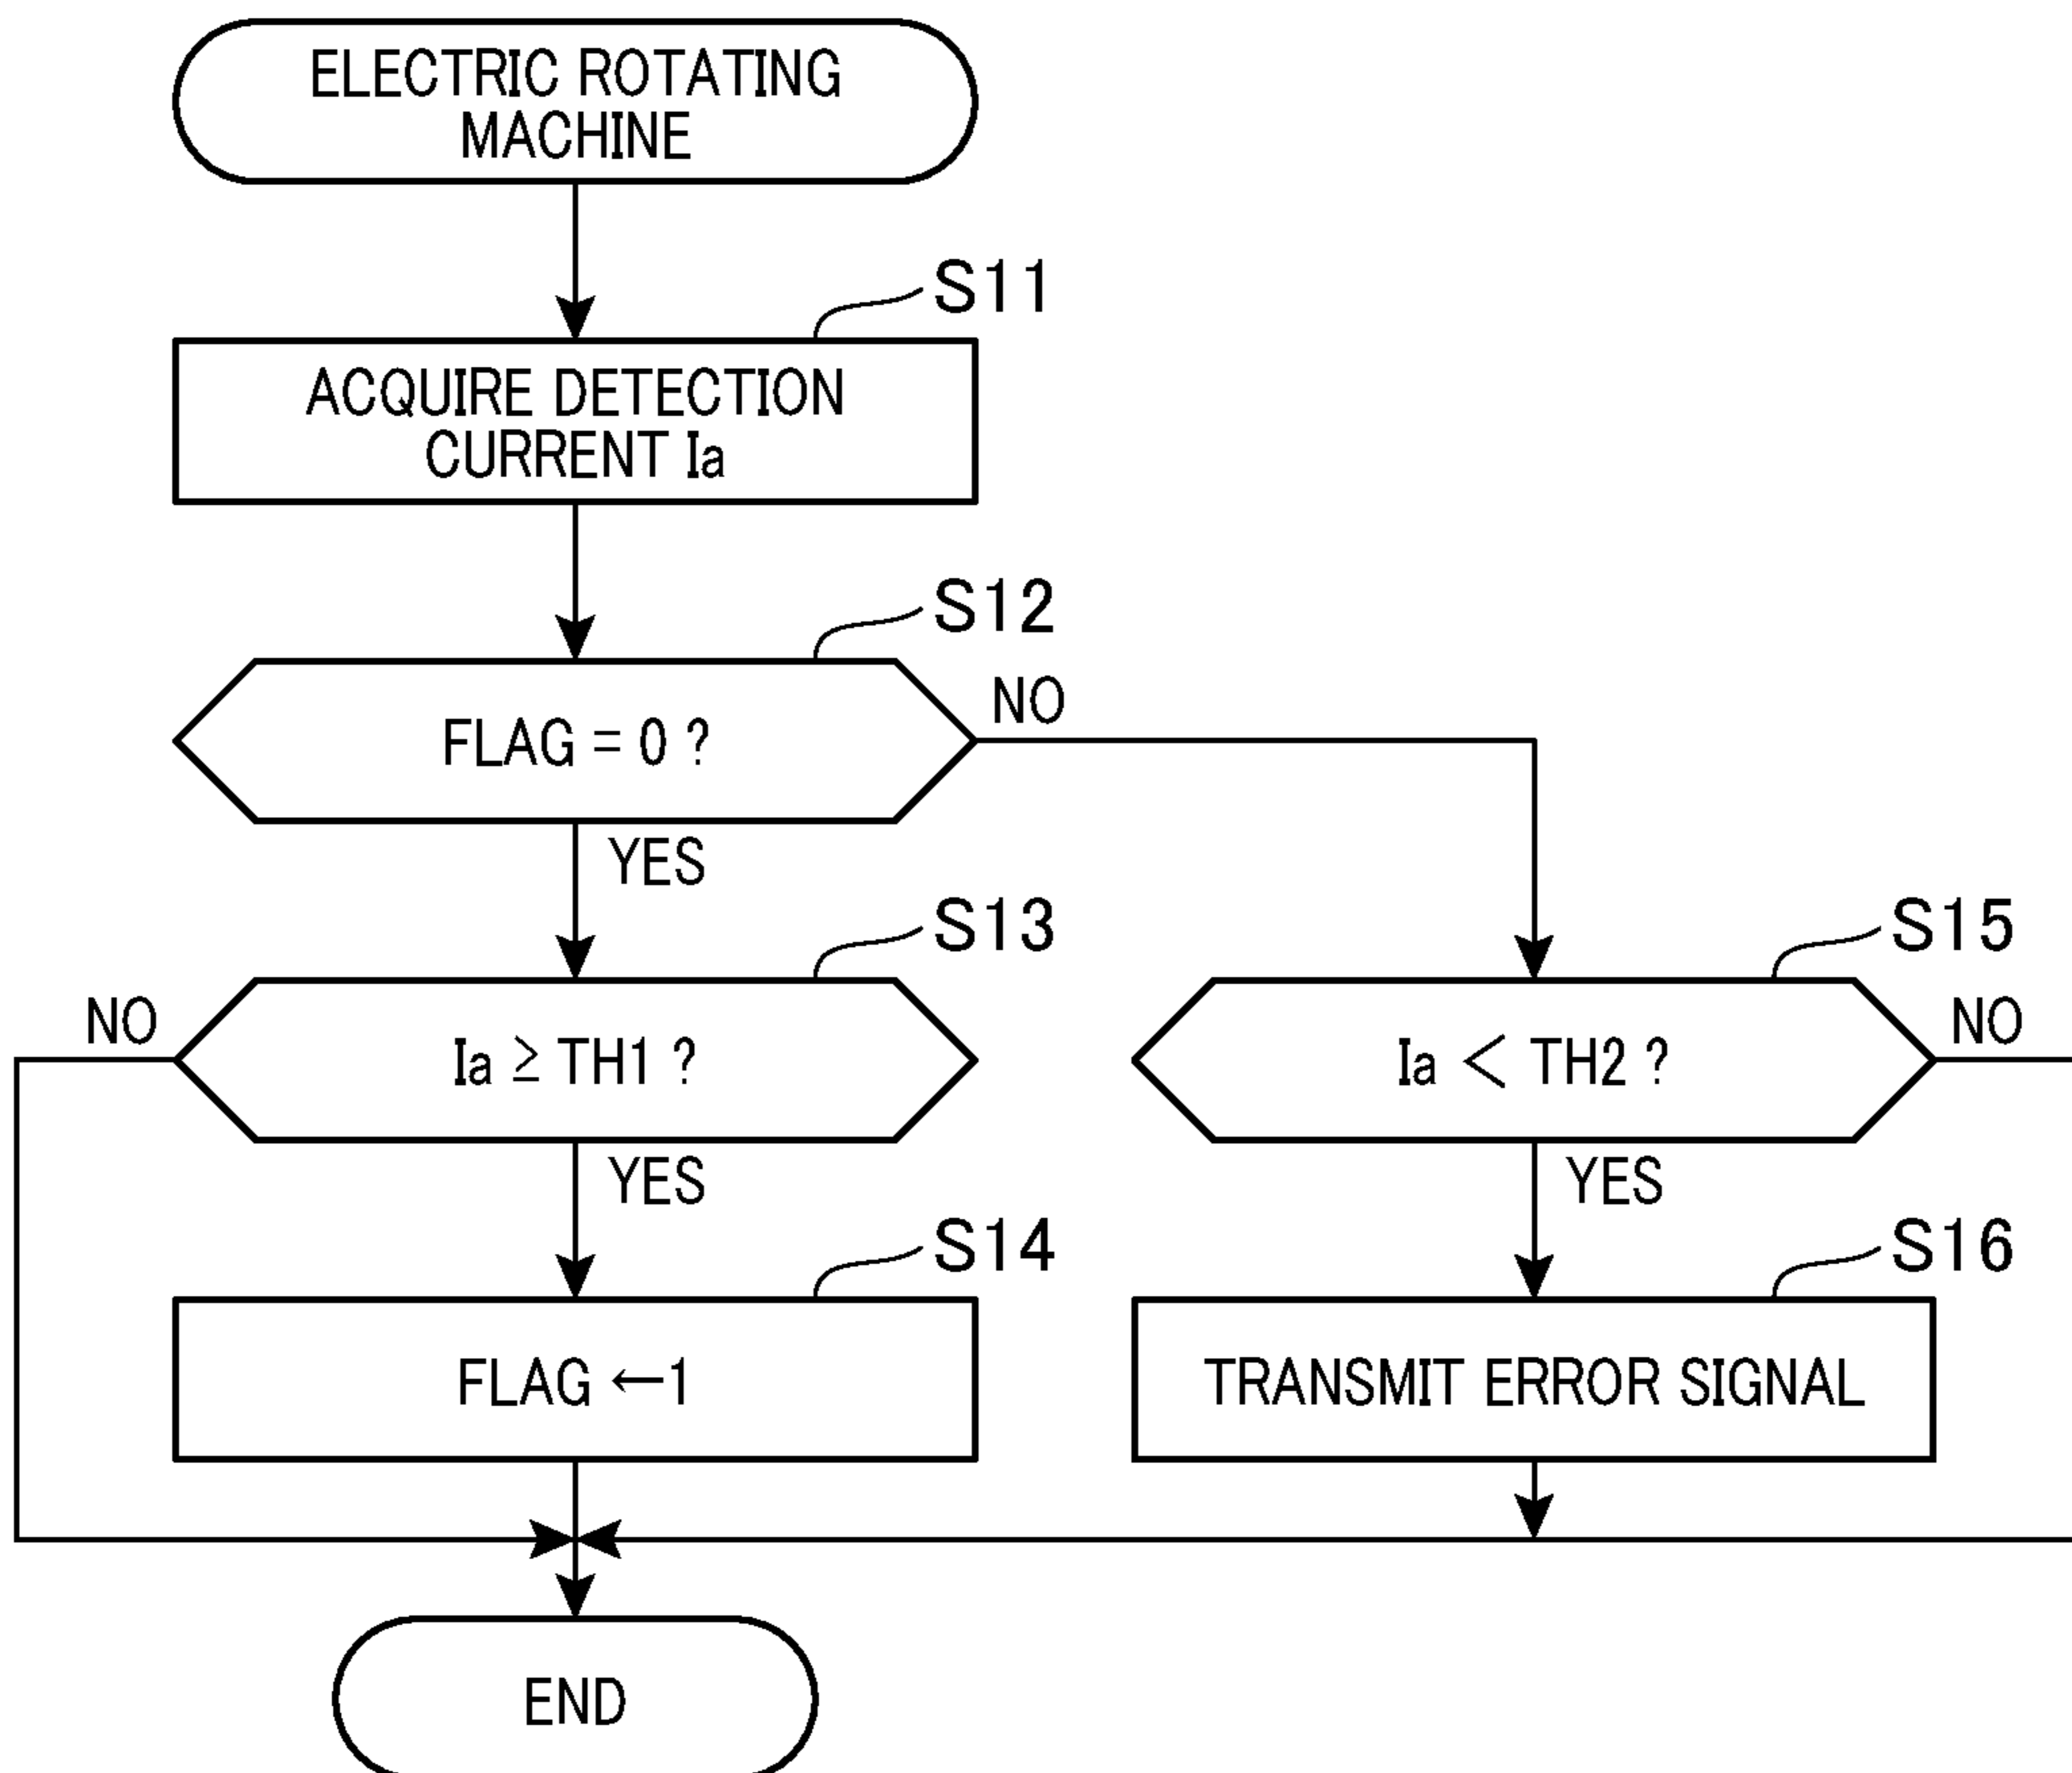 ELECTRIC ROTATING
MACHINE
S11
ACQUIRE DETECTION
CURRENT Ia
S12
FLAG = 0 ?
NO
YES
S13
NO
Ia ≥ TH1 ?
YES
S14
FLAG ←1
S15
Ia < TH2 ?
NO
YES
S16
TRANSMIT ERROR SIGNAL
END